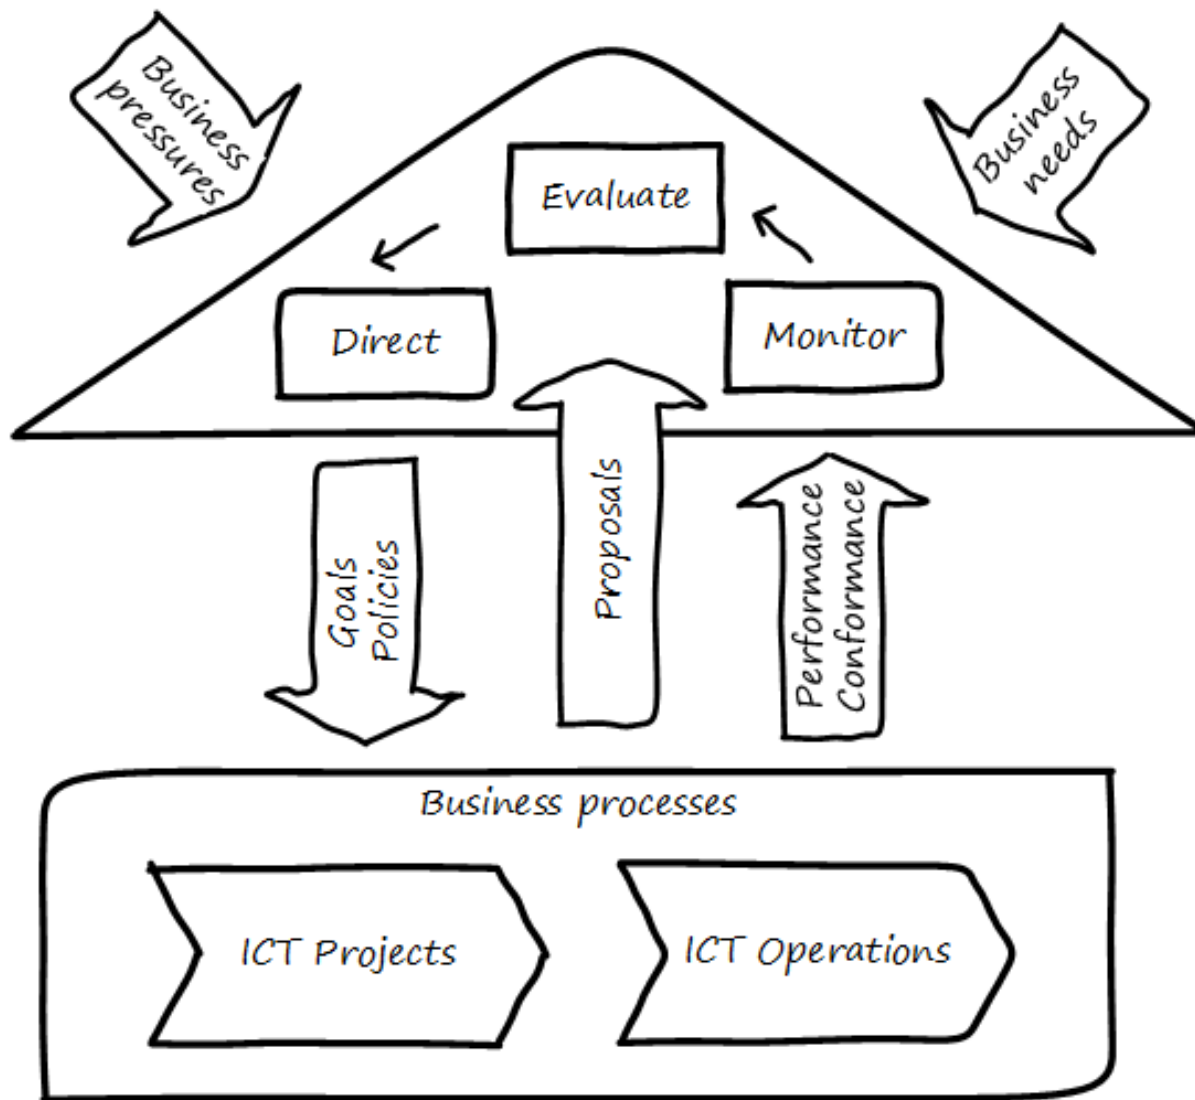 Business
pressures
Business
needs
Evaluate
Direct
Monitor
Goals
Policies
Proposals
Performance
Conformance
Business processes
ICT Projects
ICT Operations